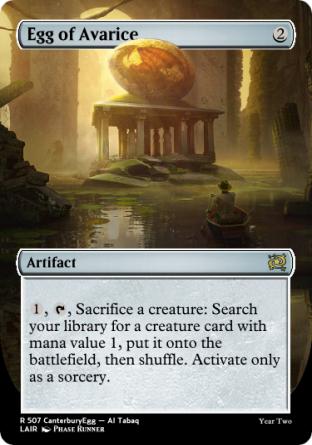 Egg of Avarice 2
Artifact
1, T, Sacrifice a creature: Search
your library for a creature card with
mana value 1, put it onto the
battlefield, then shuffle. Activate only
as a sorcery.
R 507 CanterburyEgg — AI Tabaq
LAIR Phase Runner
Year Two